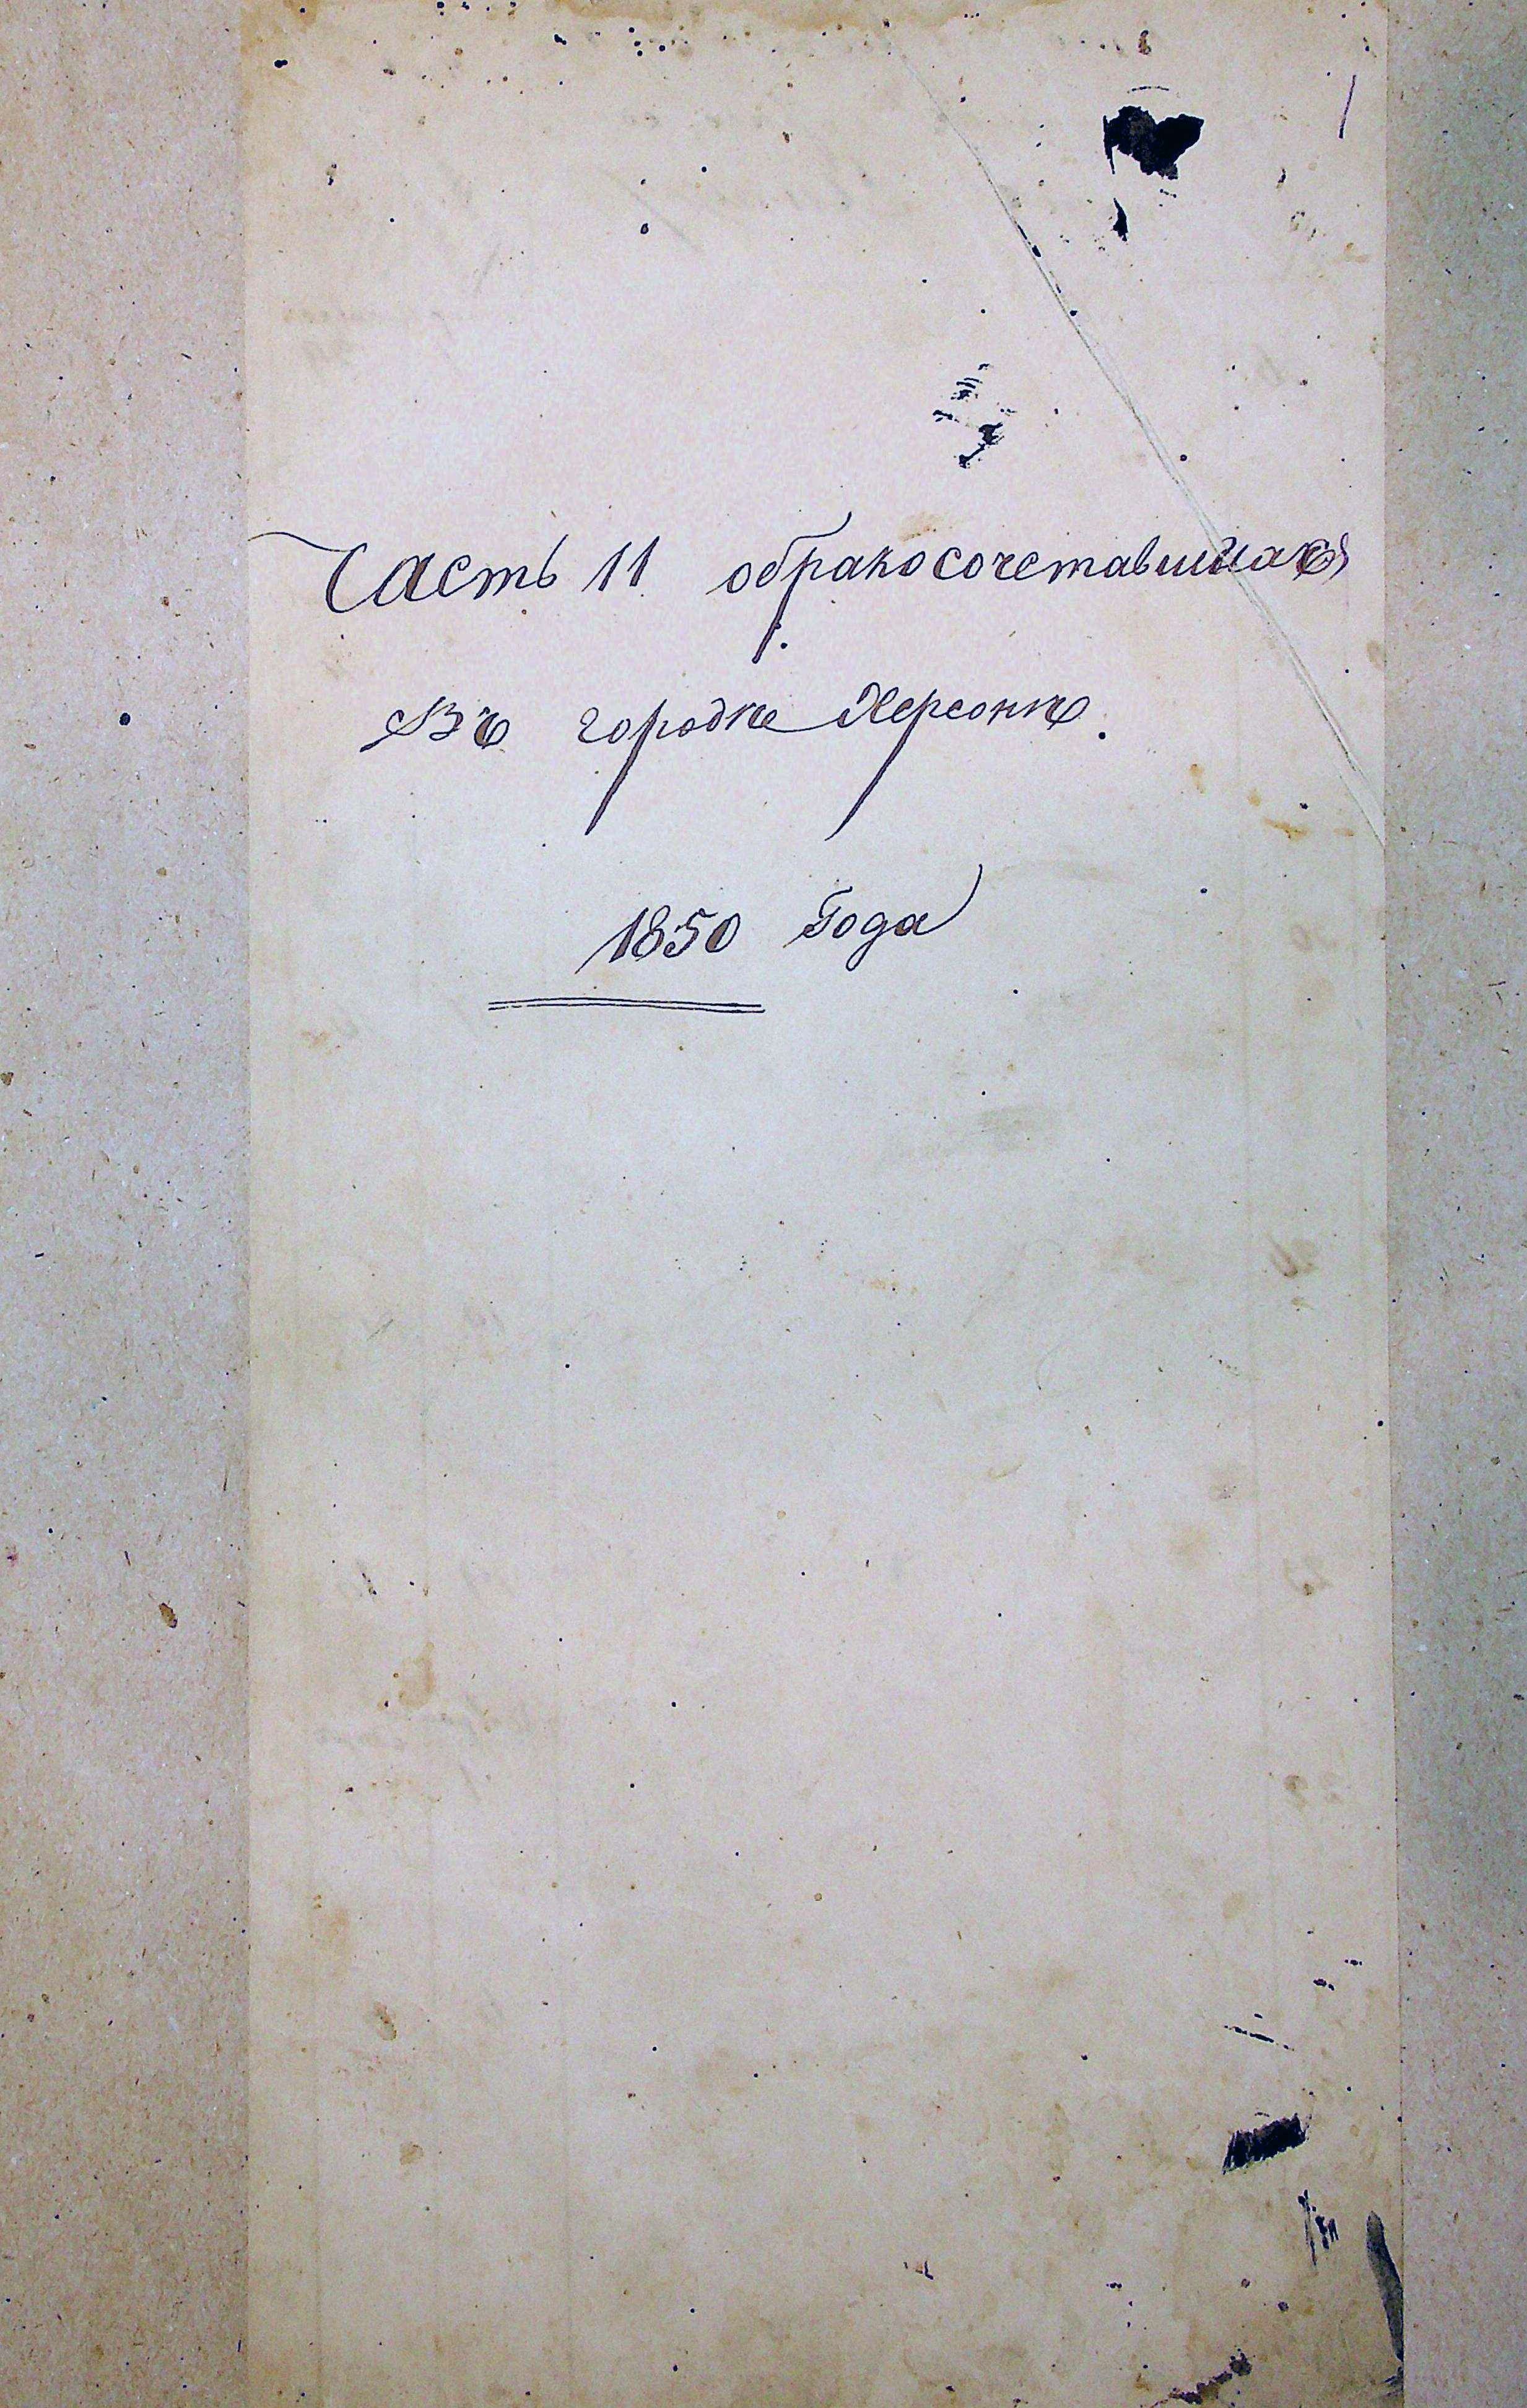 Часть 11 обракосочетавшихся
Въ городѣ Херсонѣ.
1850 Года